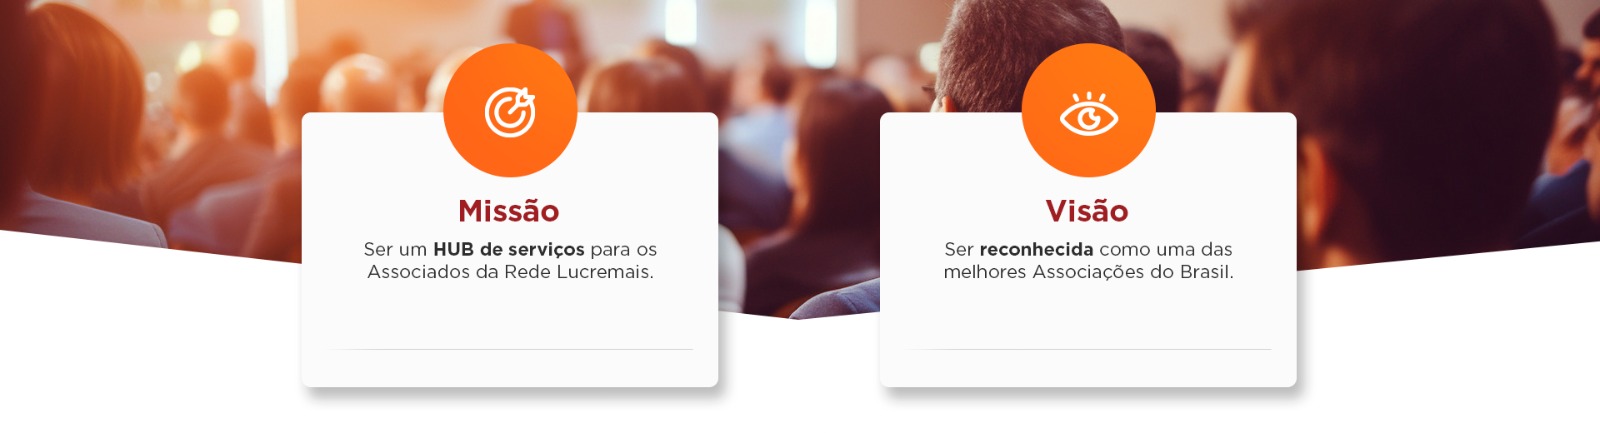 Missão
Ser um HUB de serviços para os
Associados da Rede Lucremais.
Visão
Ser reconhecida como uma das
melhores Associações do Brasil.